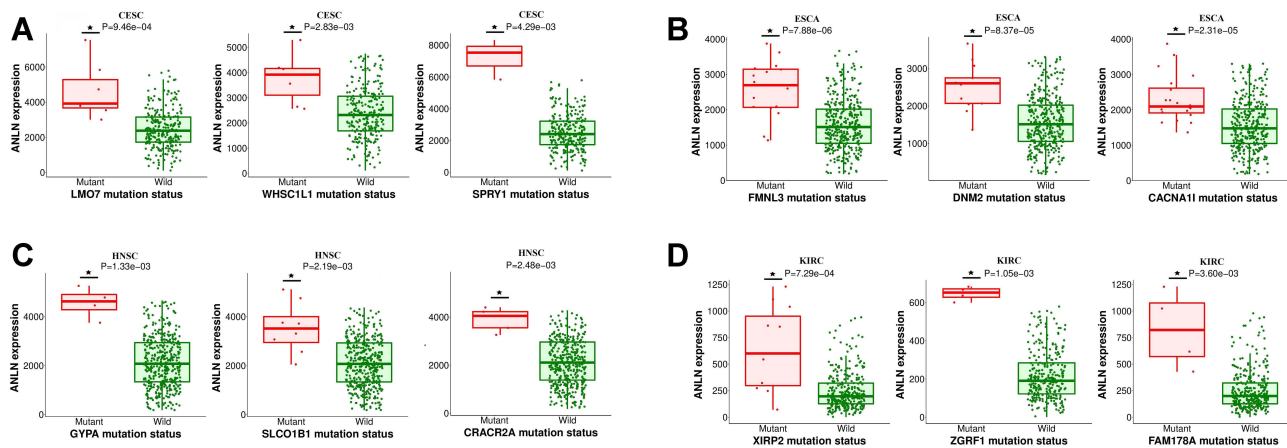 A
CESC
P=9.46e−04
ANLN expression
8000
6000
4000
2000
0
Mutant
Wild
LMO7 mutation status
CESC
P=2.83e−03
ANLN expression
5000
4000
3000
2000
1000
0
Mutant
Wild
WHSC1L1 mutation status
CESC
P=4.29e−03
ANLN expression
8000
6000
4000
2000
0
Mutant
Wild
SPRY1 mutation status
B
ESCA
P=7.88e−06
ANLN expression
4000
3000
2000
1000
0
Mutant
Wild
FMNL3 mutation status
ESCA
P=8.37e−05
ANLN expression
4000
3000
2000
1000
Mutant
Wild
DNM2 mutation status
ESCA
P=2.31e−05
ANLN expression
4000
3000
2000
1000
0
Mutant
Wild
CACNA1I mutation status
C
HNSC
P=1.33e−03
ANLN expression
4000
2000
0
Mutant
Wild
GYPA mutation status
HNSC
P=2.19e−03
ANLN expression
4000
2000
0
Mutant
Wild
SLCO1B1 mutation status
HNSC
P=2.48e−03
ANLN expression
4000
2000
0
Mutant
Wild
CRACR2A mutation status
D
KIRC
P=7.29e−04
ANLN expression
1250
1000
750
500
250
0
Mutant
Wild
XIRP2 mutation status
KIRC
P=1.05e−03
ANLN expression
600
400
200
0
Mutant
Wild
ZGRF1 mutation status
KIRC
P=3.60e−03
ANLN expression
1250
1000
750
500
250
0
Mutant
Wild
FAM178A mutation status